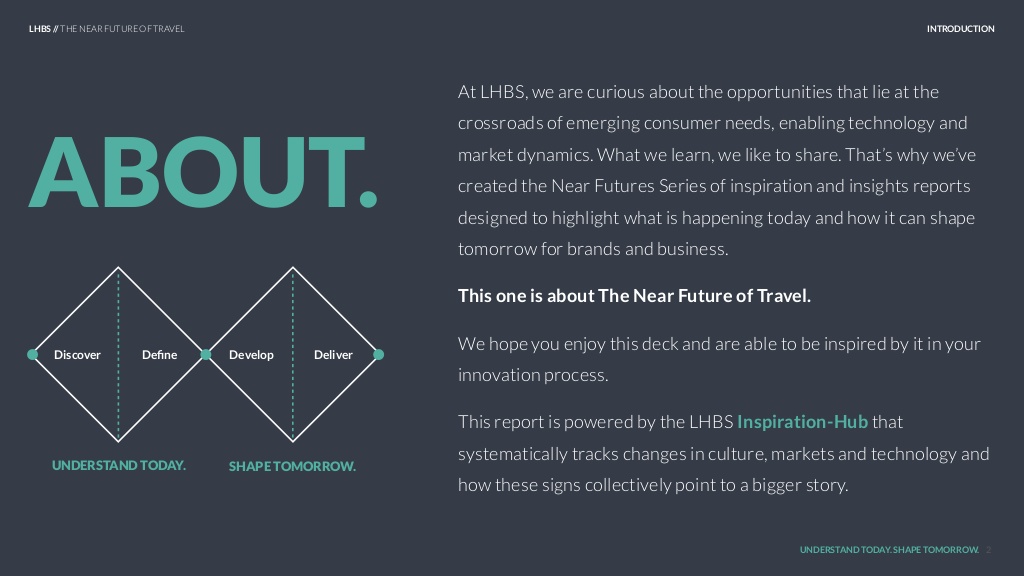 LHBS // THE NEAR FUTURE OF TRAVEL
INTRODUCTION
ABOUT.
Discover
Define
Develop
Deliver
UNDERSTAND TODAY.
SHAPE TOMORROW.
At LHBS, we are curious about the opportunities that lie at the
crossroads of emerging consumer needs, enabling technology and
market dynamics. What we learn, we like to share. That’s why we’ve
created the Near Futures Series of inspiration and insights reports
designed to highlight what is happening today and how it can shape
tomorrow for brands and business.
This one is about The Near Future of Travel.
We hope you enjoy this deck and are able to be inspired by it in your
innovation process.
This report is powered by the LHBS Inspiration-Hub that
systematically tracks changes in culture, markets and technology and
how these signs collectively point to a bigger story.
UNDERSTAND TODAY. SHAPE TOMORROW. 2